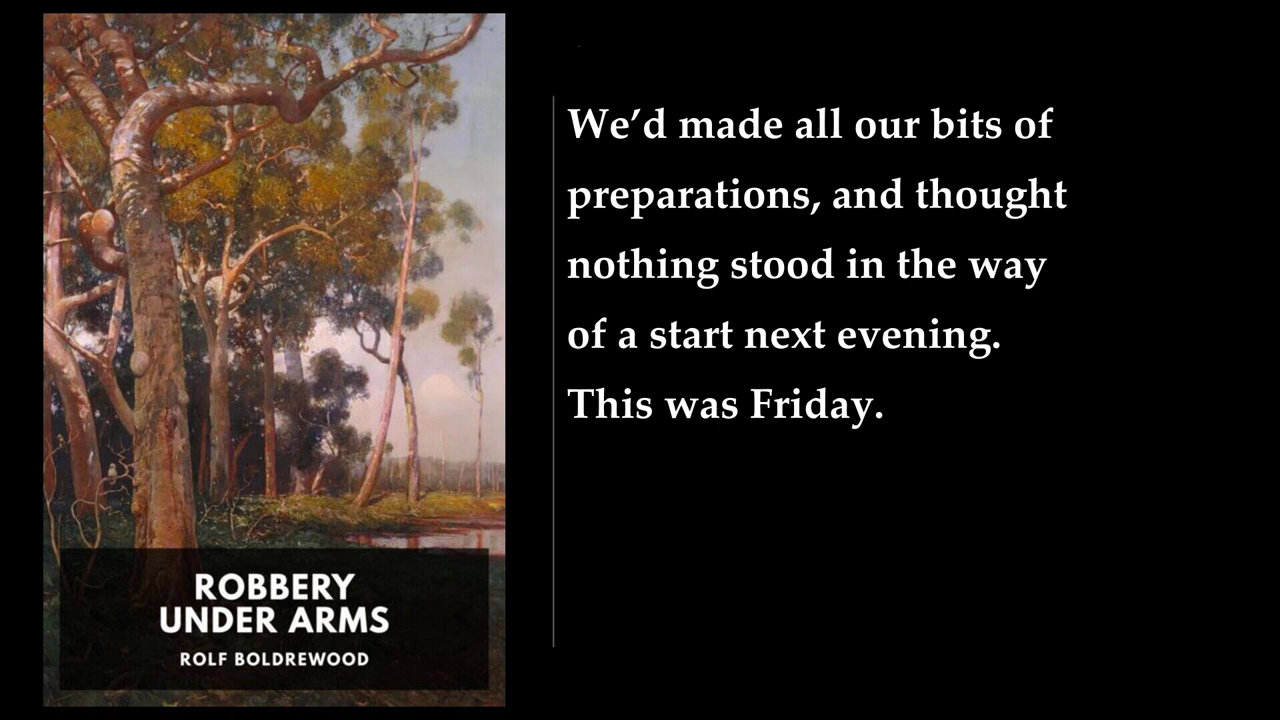 We’d made all our bits of
preparations, and thought
nothing stood in the way
of a start next evening.
This was Friday.
ROBBERY
UNDER ARMS
ROLF BOLDREWOOD